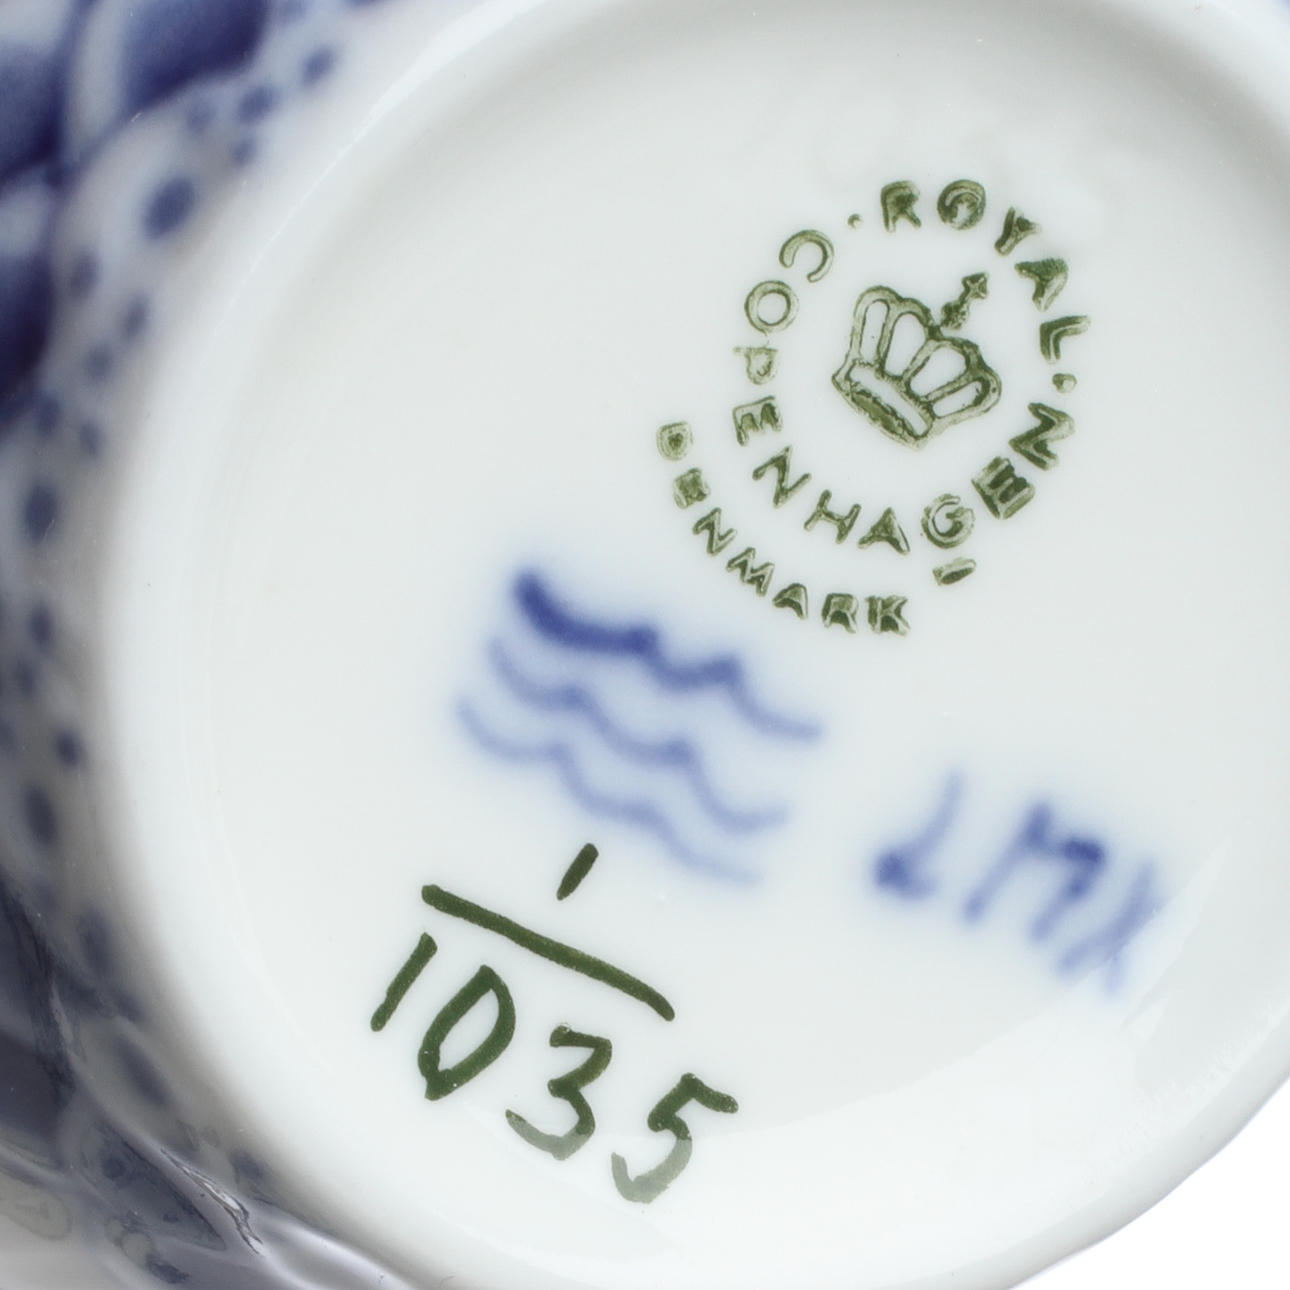 ROYAL · COPENHAGEN ·
DENMARK
1
1035